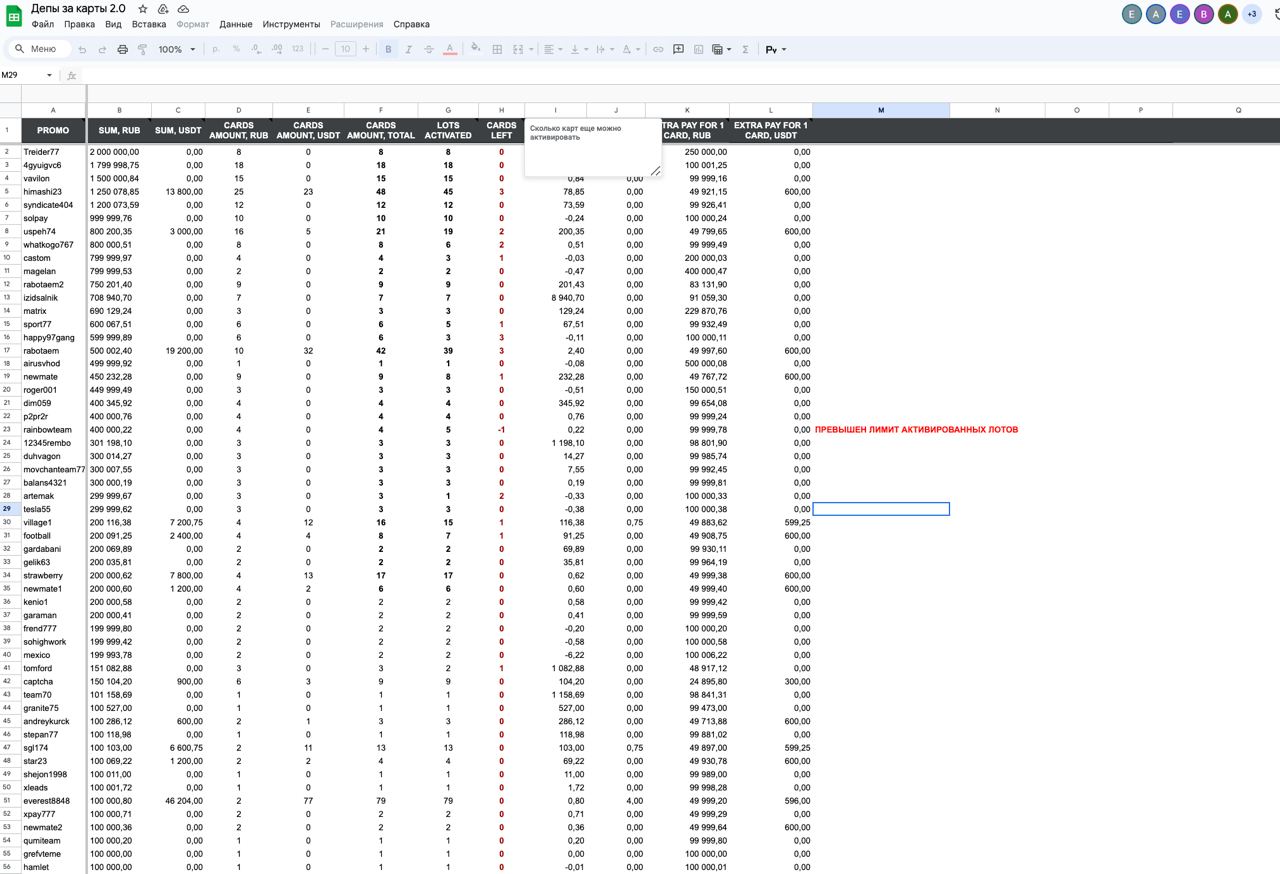 Депы за карты 2.0
E A E B A +3
Файл Правка Вид Вставка Формат Данные Инструменты Расширения Справка
Меню 100% р. % .0 .00 123 10 B I S A Σ Pv
M29 fx
A B C D E F G H I J K L M N O P Q
1 PROMO SUM, RUB SUM, USDT CARDS AMOUNT, RUB CARDS AMOUNT, USDT CARDS AMOUNT, TOTAL LOTS ACTIVATED CARDS LEFT TRA PAY FOR 1 CARD, RUB EXTRA PAY FOR 1 CARD, USDT
Сколько карт еще можно
активировать
2 Treider77 2 000 000,00 0,00 8 0 8 8 0 250 000,00 0,00
3 4gyuigvc6 1 799 998,75 0,00 18 0 18 18 0 100 001,25 0,00
4 vavilon 1 500 000,84 0,00 15 0 15 15 0 0,84 0,00 99 999,16 0,00
5 himashi23 1 250 078,85 13 800,00 25 23 48 45 3 78,85 0,00 49 921,15 600,00
6 syndicate404 1 200 073,59 0,00 12 0 12 12 0 73,59 0,00 99 926,41 0,00
7 solpay 999 999,76 0,00 10 0 10 10 0 -0,24 0,00 100 000,24 0,00
8 uspeh74 800 200,35 3 000,00 16 5 21 19 2 200,35 0,00 49 799,65 600,00
9 whatkogo767 800 000,51 0,00 8 0 8 6 2 0,51 0,00 99 999,49 0,00
10 castom 799 999,97 0,00 4 0 4 3 1 -0,03 0,00 200 000,03 0,00
11 magelan 799 999,53 0,00 2 0 2 2 0 -0,47 0,00 400 000,47 0,00
12 rabotaem2 750 201,40 0,00 9 0 9 9 0 201,43 0,00 83 131,90 0,00
13 izidsalnik 708 940,70 0,00 7 0 7 7 0 8 940,70 0,00 91 059,30 0,00
14 matrix 690 129,24 0,00 3 0 3 3 0 129,24 0,00 229 870,76 0,00
15 sport77 600 067,51 0,00 6 0 6 5 1 67,51 0,00 99 932,49 0,00
16 happy97gang 599 999,89 0,00 6 0 6 3 3 -0,11 0,00 100 000,11 0,00
17 rabotaem 500 002,40 19 200,00 10 32 42 39 3 2,40 0,00 49 997,60 600,00
18 airusvhod 499 999,92 0,00 1 0 1 1 0 -0,08 0,00 500 000,08 0,00
19 newmate 450 232,28 0,00 9 0 9 8 1 232,28 0,00 49 767,72 600,00
20 roger001 449 999,49 0,00 3 0 3 3 0 -0,51 0,00 150 000,51 0,00
21 dim059 400 345,92 0,00 4 0 4 4 0 345,92 0,00 99 654,08 0,00
22 p2pr2r 400 000,76 0,00 4 0 4 4 0 0,76 0,00 99 999,24 0,00
23 rainbowteam 400 000,22 0,00 4 0 4 5 -1 0,22 0,00 99 999,78 0,00 ПРЕВЫШЕН ЛИМИТ АКТИВИРОВАННЫХ ЛОТОВ
24 12345rembo 301 198,10 0,00 3 0 3 3 0 1 198,10 0,00 98 801,90 0,00
25 duhvagon 300 014,27 0,00 3 0 3 3 0 14,27 0,00 99 985,74 0,00
26 movchanteam77 300 007,55 0,00 3 0 3 3 0 7,55 0,00 99 992,45 0,00
27 balans4321 300 000,19 0,00 3 0 3 3 0 0,19 0,00 99 999,81 0,00
28 artemak 299 999,67 0,00 3 0 3 1 2 -0,33 0,00 100 000,33 0,00
29 tesla55 299 999,62 0,00 3 0 3 3 0 -0,38 0,00 100 000,38 0,00
30 village1 200 116,38 7 200,75 4 12 16 15 1 116,38 0,75 49 883,62 599,25
31 football 200 091,25 2 400,00 4 4 8 7 1 91,25 0,00 49 908,75 600,00
32 gardabani 200 069,89 0,00 2 0 2 2 0 69,89 0,00 99 930,11 0,00
33 gelik63 200 035,81 0,00 2 0 2 2 0 35,81 0,00 99 964,19 0,00
34 strawberry 200 000,62 7 800,00 4 13 17 17 0 0,62 0,00 49 999,38 600,00
35 newmate1 200 000,60 1 200,00 4 2 6 6 0 0,60 0,00 49 999,40 600,00
36 kenio1 200 000,58 0,00 2 0 2 2 0 0,58 0,00 99 999,42 0,00
37 garaman 200 000,41 0,00 2 0 2 2 0 0,41 0,00 99 999,59 0,00
38 frend777 199 999,80 0,00 2 0 2 2 0 -0,20 0,00 100 000,20 0,00
39 sohighwork 199 999,42 0,00 2 0 2 2 0 -0,58 0,00 100 000,58 0,00
40 mexico 199 993,78 0,00 2 0 2 2 0 -6,22 0,00 100 006,22 0,00
41 tomford 151 082,88 0,00 3 0 3 2 1 1 082,88 0,00 48 917,12 0,00
42 captcha 150 104,20 900,00 6 3 9 9 0 104,20 0,00 24 895,80 300,00
43 team70 101 158,69 0,00 1 0 1 1 0 1 158,69 0,00 98 841,31 0,00
44 granite75 100 527,00 0,00 1 0 1 1 0 527,00 0,00 99 473,00 0,00
45 andreykurck 100 286,12 600,00 2 1 3 3 0 286,12 0,00 49 713,88 600,00
46 stepan77 100 118,98 0,00 1 0 1 1 0 118,98 0,00 99 881,02 0,00
47 sgl174 100 103,00 6 600,75 2 11 13 13 0 103,00 0,75 49 897,00 599,25
48 star23 100 069,22 1 200,00 2 2 4 4 0 69,22 0,00 49 930,78 600,00
49 shejon1998 100 011,00 0,00 1 0 1 1 0 11,00 0,00 99 989,00 0,00
50 xleads 100 001,72 0,00 1 0 1 1 0 1,72 0,00 99 998,28 0,00
51 everest8848 100 000,80 46 204,00 2 77 79 79 0 0,80 4,00 49 999,20 596,00
52 xpay777 100 000,71 0,00 2 0 2 2 0 0,71 0,00 49 999,29 0,00
53 newmate2 100 000,36 0,00 2 0 2 2 0 0,36 0,00 49 999,64 600,00
54 qumiteam 100 000,20 0,00 1 0 1 1 0 0,20 0,00 99 999,80 0,00
55 grefvteme 100 000,00 0,00 1 0 1 1 0 0,00 0,00 100 000,00 0,00
56 hamlet 100 000,00 0,00 1 0 1 1 0 -0,01 0,00 100 000,01 0,00